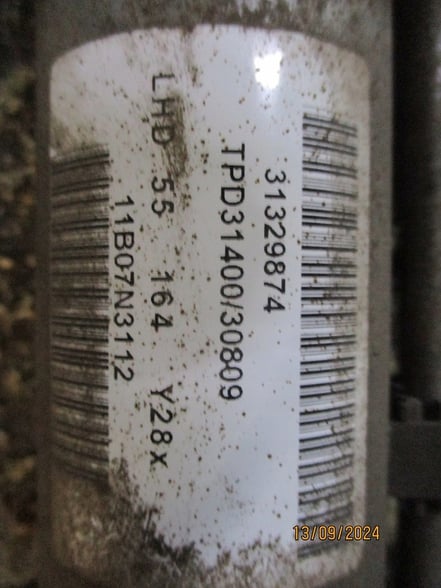 31329874
TPD31400/30809
LHD 55 164 Y28x
11B07N3112
13/09/2024